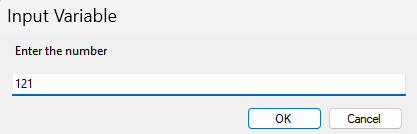 Input Variable
Enter the number
121
OK Cancel